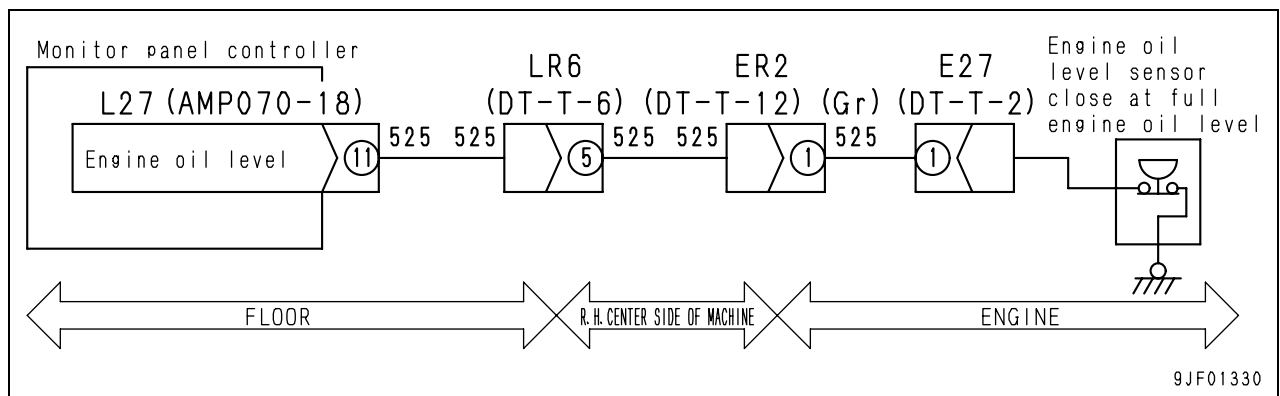 Monitor panel controller
L27 (AMP070-18)
Engine oil level
11
525 525
LR6
(DT-T-6)
5
525 525
ER2
(DT-T-12)
1
(Gr)
525
E27
(DT-T-2)
1
Engine oil
level sensor
close at full
engine oil level
FLOOR
R.H.CENTER SIDE OF MACHINE
ENGINE
9JF01330